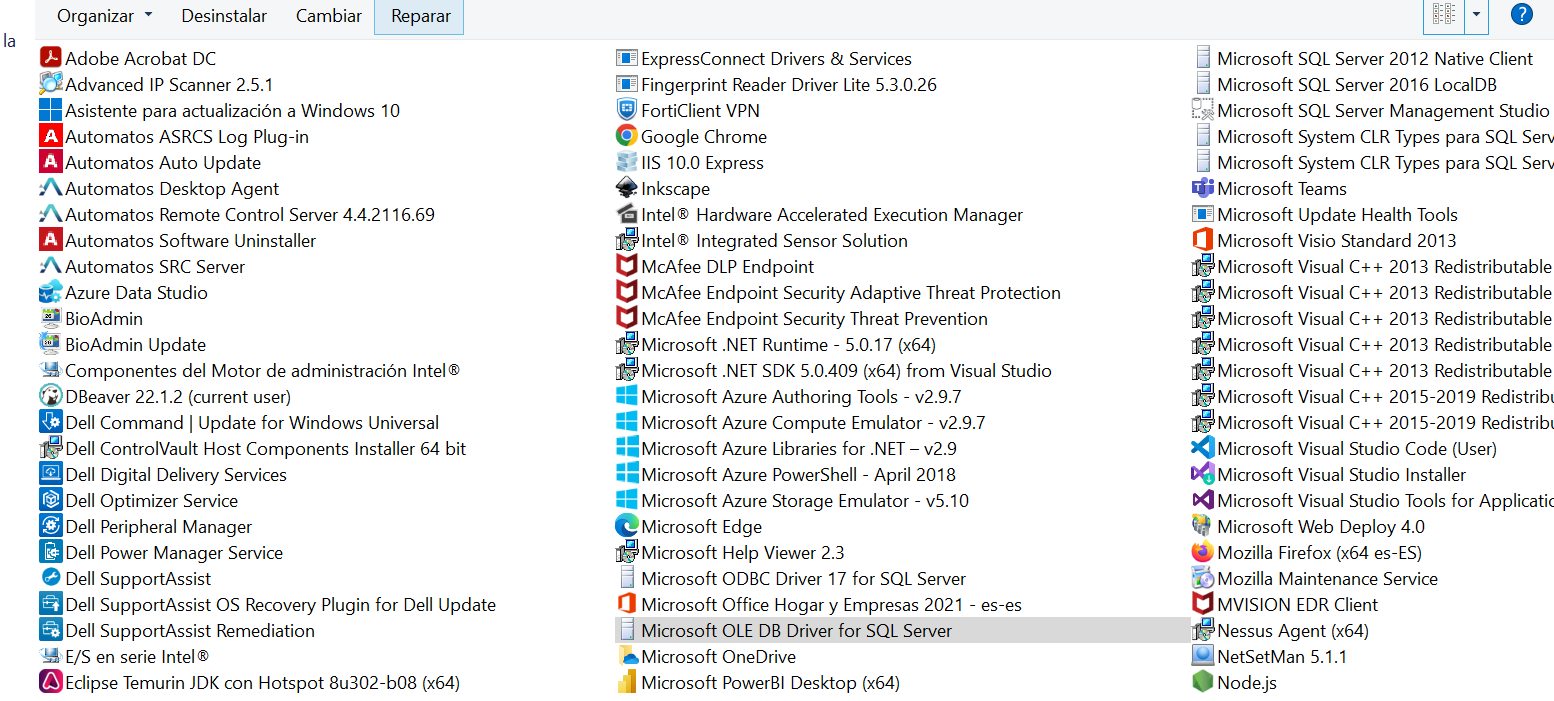 Organizar Desinstalar Cambiar Reparar
la
Adobe Acrobat DC
Advanced IP Scanner 2.5.1
Asistente para actualización a Windows 10
Automatos ASRCS Log Plug-in
Automatos Auto Update
Automatos Desktop Agent
Automatos Remote Control Server 4.4.2116.69
Automatos Software Uninstaller
Automatos SRC Server
Azure Data Studio
BioAdmin
BioAdmin Update
Componentes del Motor de administración Intel®
DBeaver 22.1.2 (current user)
Dell Command | Update for Windows Universal
Dell ControlVault Host Components Installer 64 bit
Dell Digital Delivery Services
Dell Optimizer Service
Dell Peripheral Manager
Dell Power Manager Service
Dell SupportAssist
Dell SupportAssist OS Recovery Plugin for Dell Update
Dell SupportAssist Remediation
E/S en serie Intel®
Eclipse Temurin JDK con Hotspot 8u302-b08 (x64)
ExpressConnect Drivers & Services
Fingerprint Reader Driver Lite 5.3.0.26
FortiClient VPN
Google Chrome
IIS 10.0 Express
Inkscape
Intel® Hardware Accelerated Execution Manager
Intel® Integrated Sensor Solution
McAfee DLP Endpoint
McAfee Endpoint Security Adaptive Threat Protection
McAfee Endpoint Security Threat Prevention
Microsoft .NET Runtime - 5.0.17 (x64)
Microsoft .NET SDK 5.0.409 (x64) from Visual Studio
Microsoft Azure Authoring Tools - v2.9.7
Microsoft Azure Compute Emulator - v2.9.7
Microsoft Azure Libraries for .NET – v2.9
Microsoft Azure PowerShell - April 2018
Microsoft Azure Storage Emulator - v5.10
Microsoft Edge
Microsoft Help Viewer 2.3
Microsoft ODBC Driver 17 for SQL Server
Microsoft Office Hogar y Empresas 2021 - es-es
Microsoft OLE DB Driver for SQL Server
Microsoft OneDrive
Microsoft PowerBI Desktop (x64)
Microsoft SQL Server 2012 Native Client
Microsoft SQL Server 2016 LocalDB
Microsoft SQL Server Management Studio
Microsoft System CLR Types para SQL Serv
Microsoft System CLR Types para SQL Serv
Microsoft Teams
Microsoft Update Health Tools
Microsoft Visio Standard 2013
Microsoft Visual C++ 2013 Redistributable
Microsoft Visual C++ 2013 Redistributable
Microsoft Visual C++ 2013 Redistributable
Microsoft Visual C++ 2013 Redistributable
Microsoft Visual C++ 2013 Redistributable
Microsoft Visual C++ 2015-2019 Redistribu
Microsoft Visual C++ 2015-2019 Redistribu
Microsoft Visual Studio Code (User)
Microsoft Visual Studio Installer
Microsoft Visual Studio Tools for Applicatio
Microsoft Web Deploy 4.0
Mozilla Firefox (x64 es-ES)
Mozilla Maintenance Service
MVISION EDR Client
Nessus Agent (x64)
NetSetMan 5.1.1
Node.js